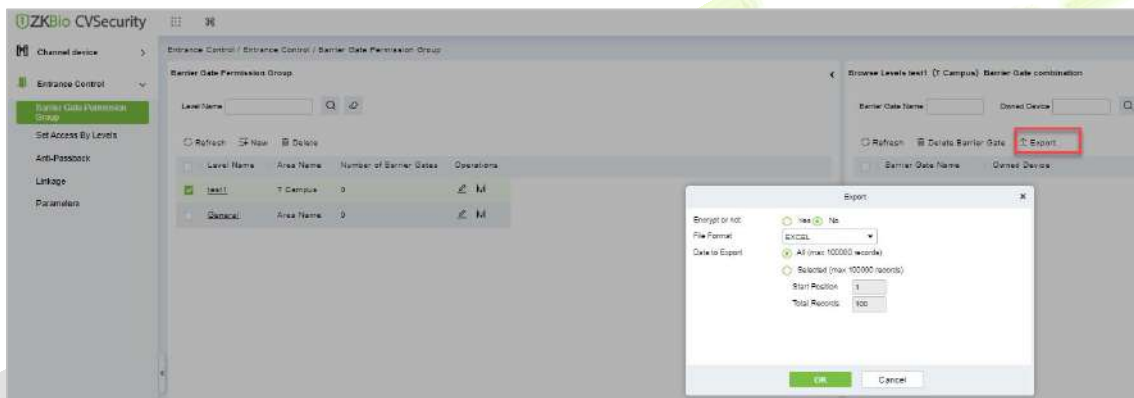 ZKBio CVSecurity
Channel device
Entrance Control
Barrier Gate Permission Group
Set Access By Levels
Anti-Passback
Linkage
Parameters
Entrance Control / Entrance Control / Barrier Gate Permission Group
Barrier Gate Permission Group
Level Name
Refresh New Delete
Level Name Area Name Number of Barrier Gates Operations
test1 T Campus 0
General Area Name 0
Browse Levels test1 (T Campus) Barrier Gate combination
Barrier Gate Name Owned Device
Refresh Delete Barrier Gate Export
Barrier Gate Name Owned Device
Export
Encrypt or not Yes No
File Format EXCEL
Data to Export All (max 100000 records)
Selected (max 100000 records)
Start Position 1
Total Records 100
OK Cancel